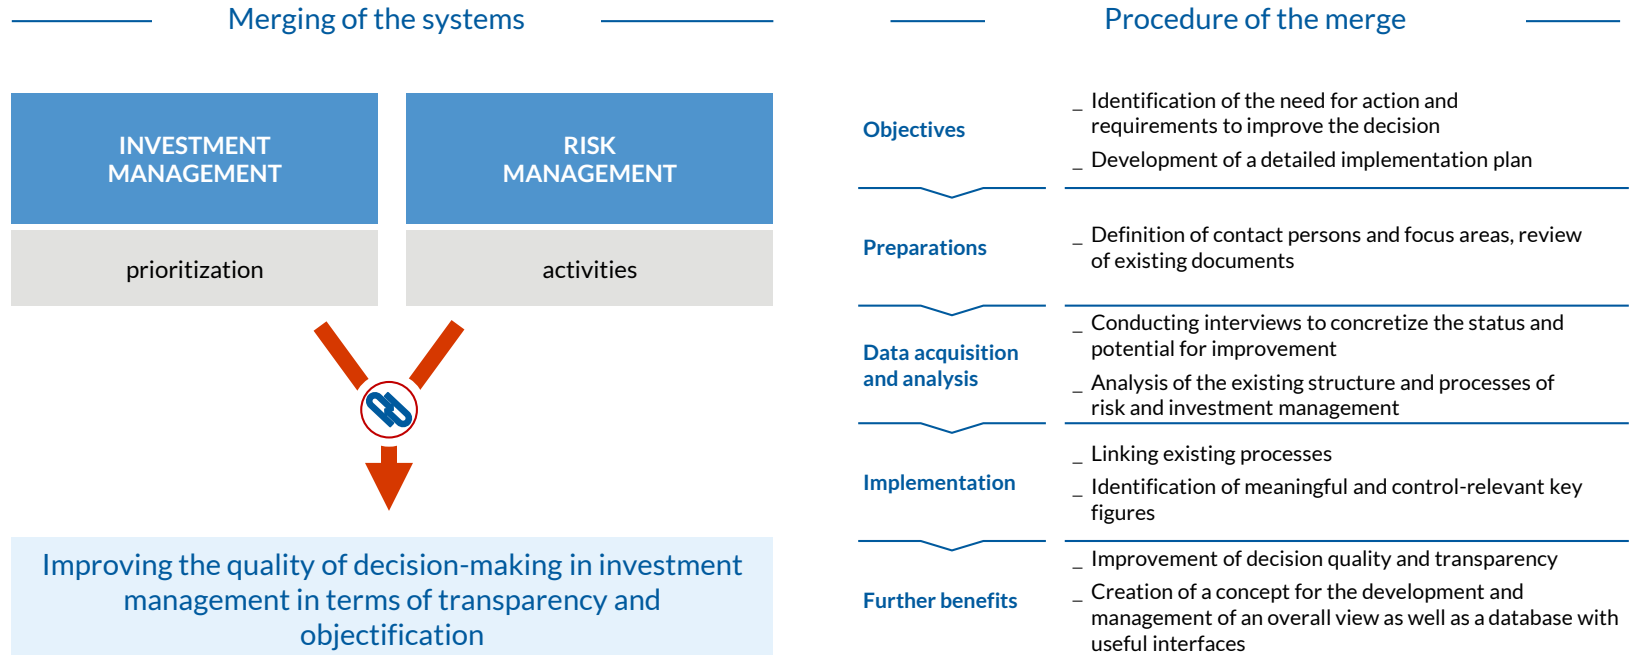 Merging of the systems
INVESTMENT
MANAGEMENT
RISK
MANAGEMENT
prioritization
activities
Improving the quality of decision-making in investment
management in terms of transparency and
objectification
Procedure of the merge
Objectives
_ Identification of the need for action and
requirements to improve the decision
_ Development of a detailed implementation plan
Preparations
_ Definition of contact persons and focus areas, review
of existing documents
Data acquisition
and analysis
_ Conducting interviews to concretize the status and
potential for improvement
_ Analysis of the existing structure and processes of
risk and investment management
Implementation
_ Linking existing processes
_ Identification of meaningful and control-relevant key
figures
Further benefits
_ Improvement of decision quality and transparency
_ Creation of a concept for the development and
management of an overall view as well as a database with
useful interfaces